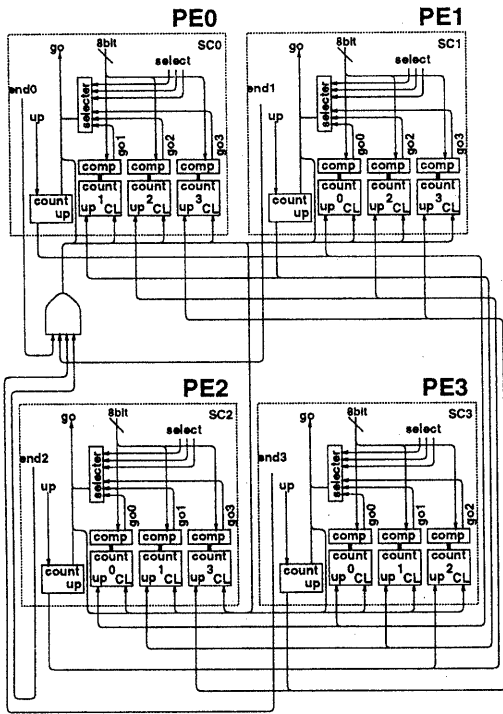 PE0
PE1
go
8bit
select
SC0
go
8bit
select
SC1
end0
up
selecter
go1
go2
go3
end1
up
selecter
go0
go2
go3
comp
comp
comp
comp
comp
comp
count
up
count
1
up CL
count
2
up CL
count
3
up CL
count
up
count
0
up CL
count
2
up CL
count
3
up CL
PE2
PE3
go
8bit
select
SC2
go
8bit
select
SC3
end2
up
selecter
go0
go1
go3
end3
up
selecter
go0
go1
go2
comp
comp
comp
comp
comp
comp
count
up
count
0
up CL
count
1
up CL
count
3
up CL
count
up
count
0
up CL
count
1
up CL
count
2
up CL